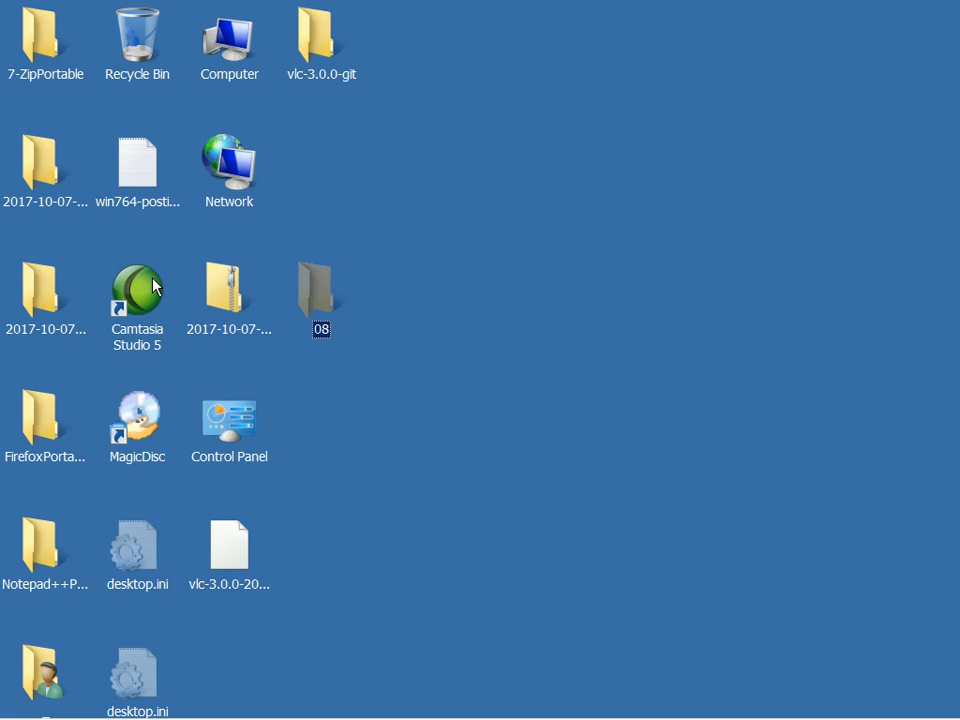 7-ZipPortable
Recycle Bin
Computer
vlc-3.0.0-git
2017-10-07-...
win764-posti...
Network
2017-10-07...
Camtasia
Studio 5
2017-10-07-...
08
FirefoxPorta...
MagicDisc
Control Panel
Notepad++P...
desktop.ini
vlc-3.0.0-20...
desktop.ini